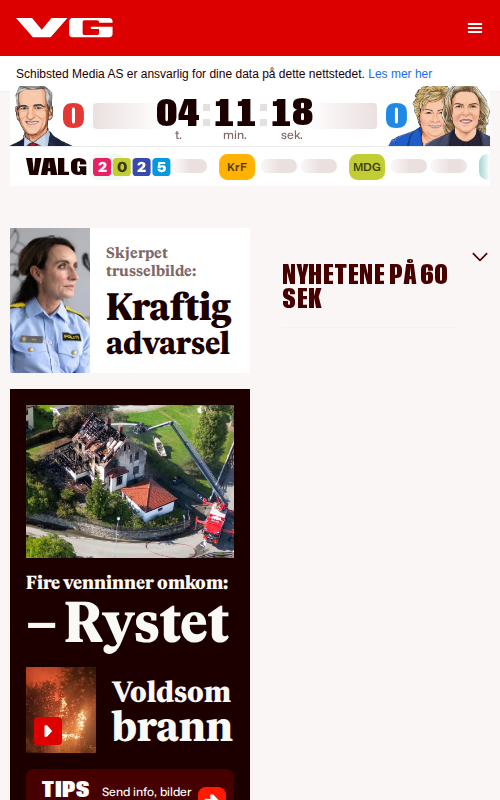 VG
Schibsted Media AS er ansvarlig for dine data på dette nettstedet. Les mer her
0
04:11:18
0
t. min. sek.
VALG 2025 KrF MDG
Skjerpet
trusselbilde:
Kraftig
advarsel
NYHETENE PÅ 60
SEK
POLITI
Fire venninner omkom:
– Rystet
Voldsom
brann
TIPS Send info, bilder